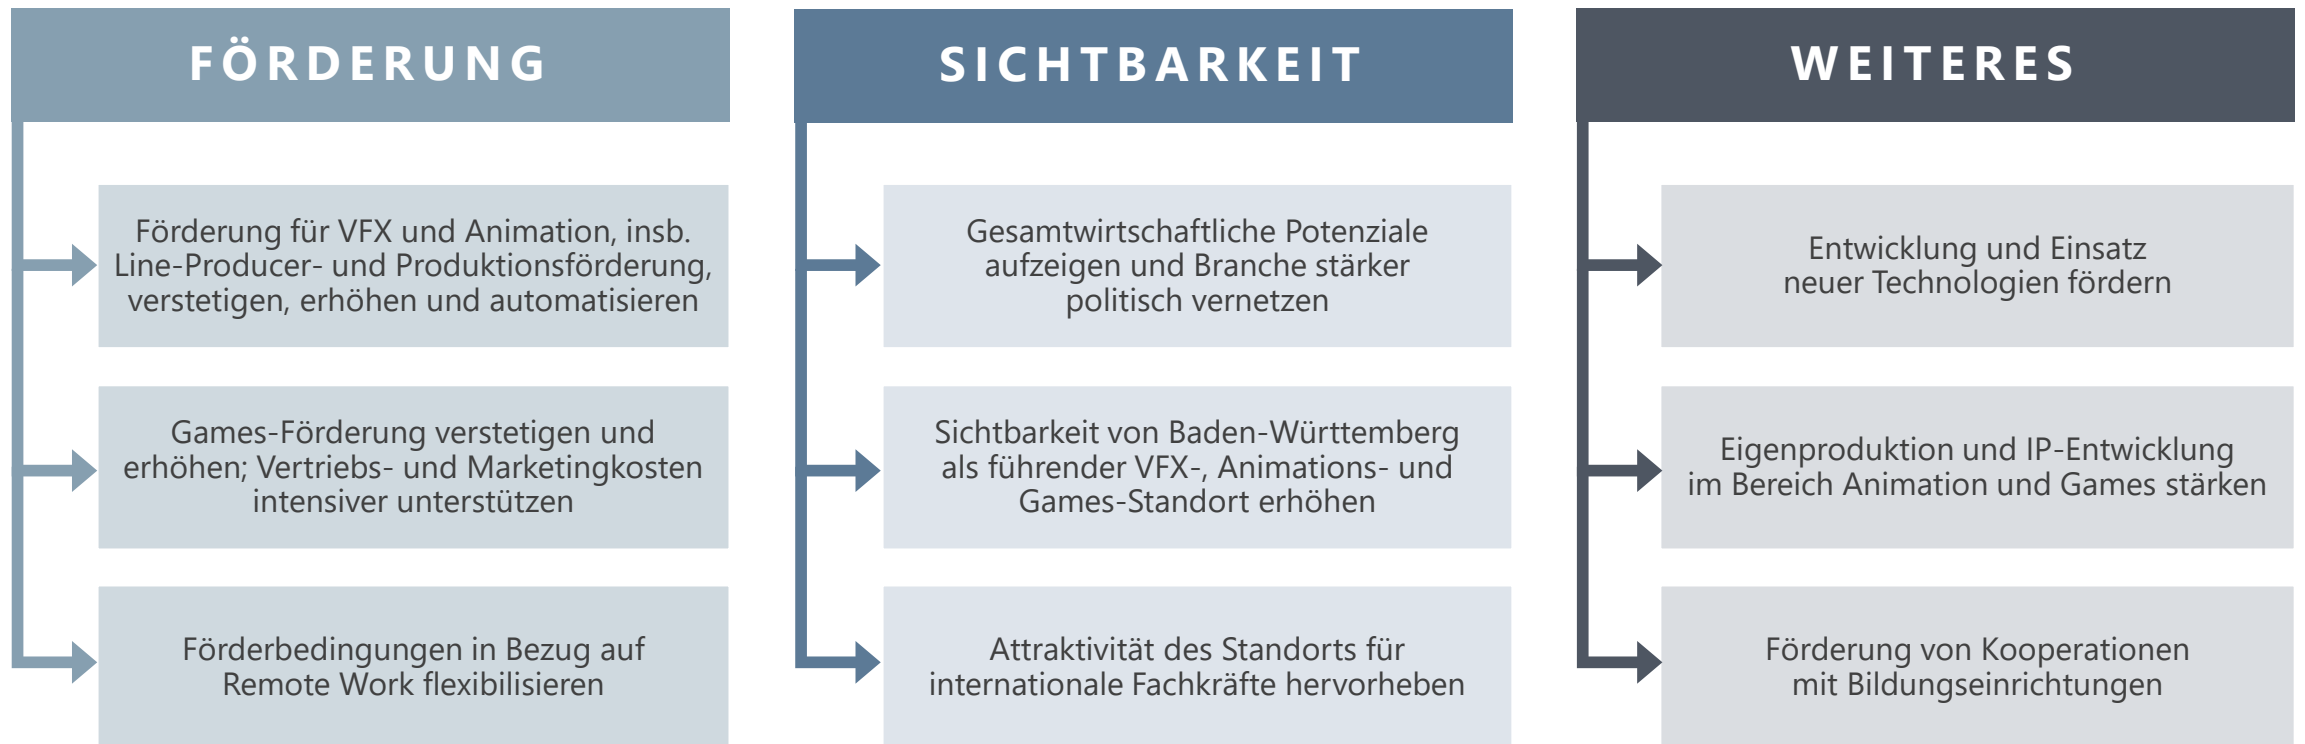 FÖRDERUNG
Förderung für VFX und Animation, insb.
Line-Producer- und Produktionsförderung,
verstetigen, erhöhen und automatisieren
Games-Förderung verstetigen und
erhöhen; Vertriebs- und Marketingkosten
intensiver unterstützen
Förderbedingungen in Bezug auf
Remote Work flexibilisieren
SICHTBARKEIT
Gesamtwirtschaftliche Potenziale
aufzeigen und Branche stärker
politisch vernetzen
Sichtbarkeit von Baden-Württemberg
als führender VFX-, Animations- und
Games-Standort erhöhen
Attraktivität des Standorts für
internationale Fachkräfte hervorheben
WEITERES
Entwicklung und Einsatz
neuer Technologien fördern
Eigenproduktion und IP-Entwicklung
im Bereich Animation und Games stärken
Förderung von Kooperationen
mit Bildungseinrichtungen